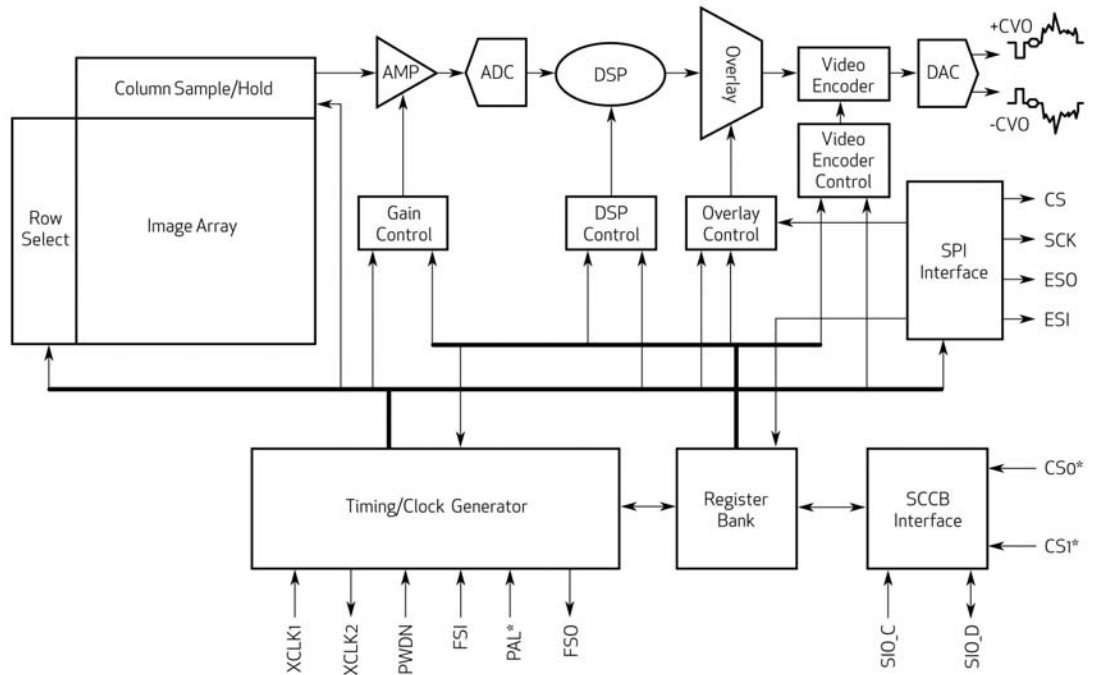 Column Sample/Hold
AMP
ADC
DSP
Overlay
Video
Encoder
DAC
+CVO
-CVO
Row
Select
Image Array
Gain
Control
DSP
Control
Overlay
Control
Video
Encoder
Control
SPI
Interface
CS
SCK
ESO
ESI
Timing/Clock Generator
Register
Bank
SCCB
Interface
CS0*
CS1*
XCLK1
XCLK2
PWDN
FSI
PAL*
FSO
SIO_C
SIO_D